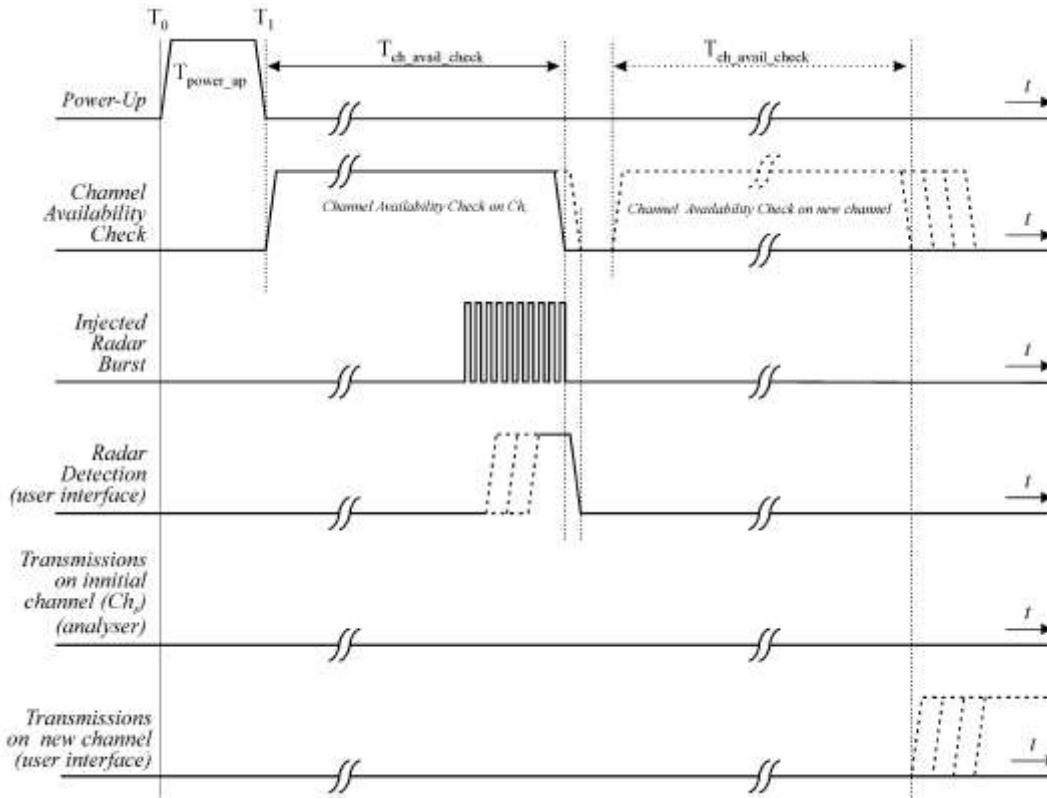 T0 T1
Tpower_up
Tch_avail_check
Tch_avail_check
Power-Up
t
Channel
Availability
Check
Channel Availability Check on Chr
Channel Availability Check on new channel
t
Injected
Radar
Burst
t
Radar
Detection
(user interface)
t
Transmissions
on innitial
channel (Chr)
(analyser)
t
Transmissions
on new channel
(user interface)
t